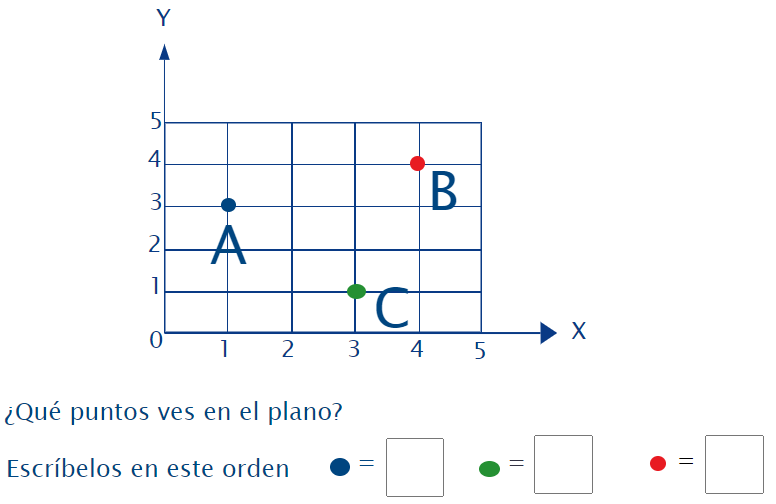 Y
5
4
B
3
A
2
1
C
0
X
1 2 3 4 5
¿Qué puntos ves en el plano?
Escríbelos en este orden = = =